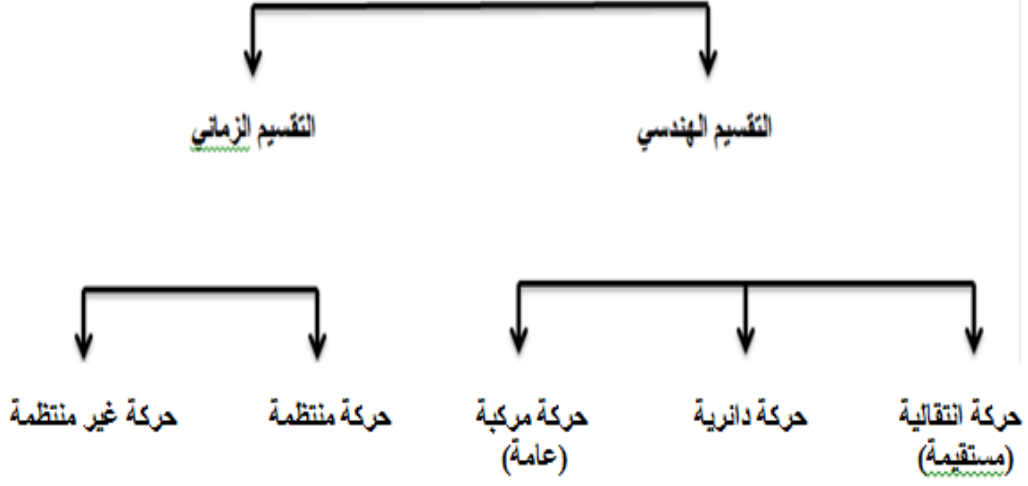 التقسيم الهندسي
التقسيم الزماني
حركة انتقالية
(مستقيمة)
حركة دائرية
حركة مركبة
(عامة)
حركة منتظمة
حركة غير منتظمة